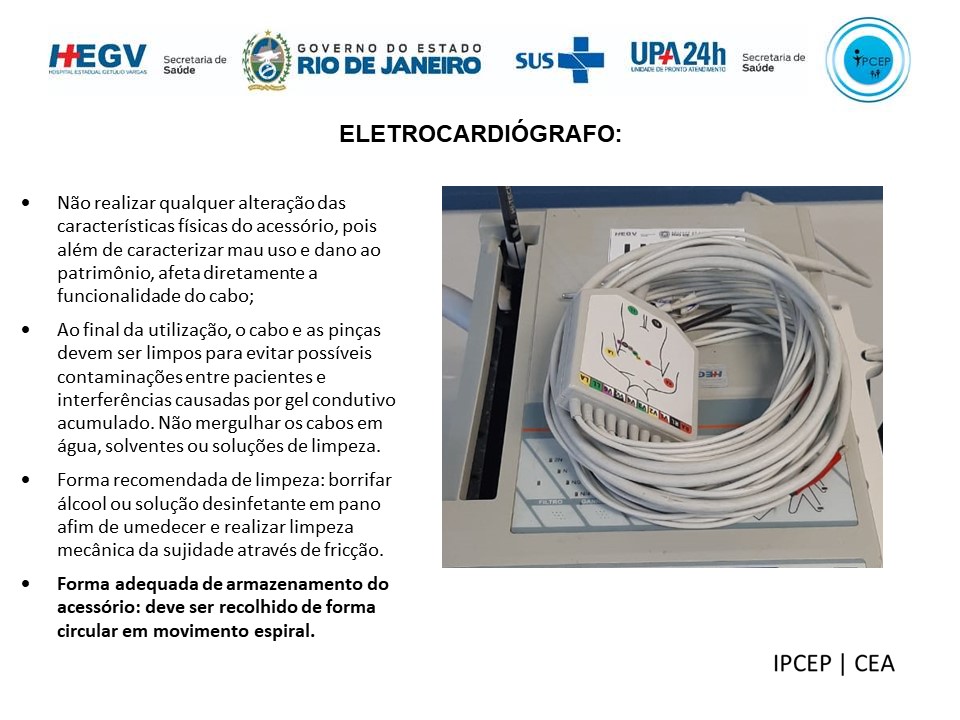 HEGV
HOSPITAL ESTADUAL GETÚLIO VARGAS
Secretaria de
Saúde
GOVERNO DO ESTADO
RIO DE JANEIRO
SUS
UPA24h
UNIDADE DE PRONTO ATENDIMENTO
Secretaria de
Saúde
IPCEP
ELETROCARDIÓGRAFO:
• Não realizar qualquer alteração das
características físicas do acessório, pois
além de caracterizar mau uso e dano ao
patrimônio, afeta diretamente a
funcionalidade do cabo;
• Ao final da utilização, o cabo e as pinças
devem ser limpos para evitar possíveis
contaminações entre pacientes e
interferências causadas por gel condutivo
acumulado. Não mergulhar os cabos em
água, solventes ou soluções de limpeza.
• Forma recomendada de limpeza: borrifar
álcool ou solução desinfetante em pano
afim de umedecer e realizar limpeza
mecânica da sujidade através de fricção.
• Forma adequada de armazenamento do
acessório: deve ser recolhido de forma
circular em movimento espiral.
HEGV
LA
FILTRO
IPCEP | CEA